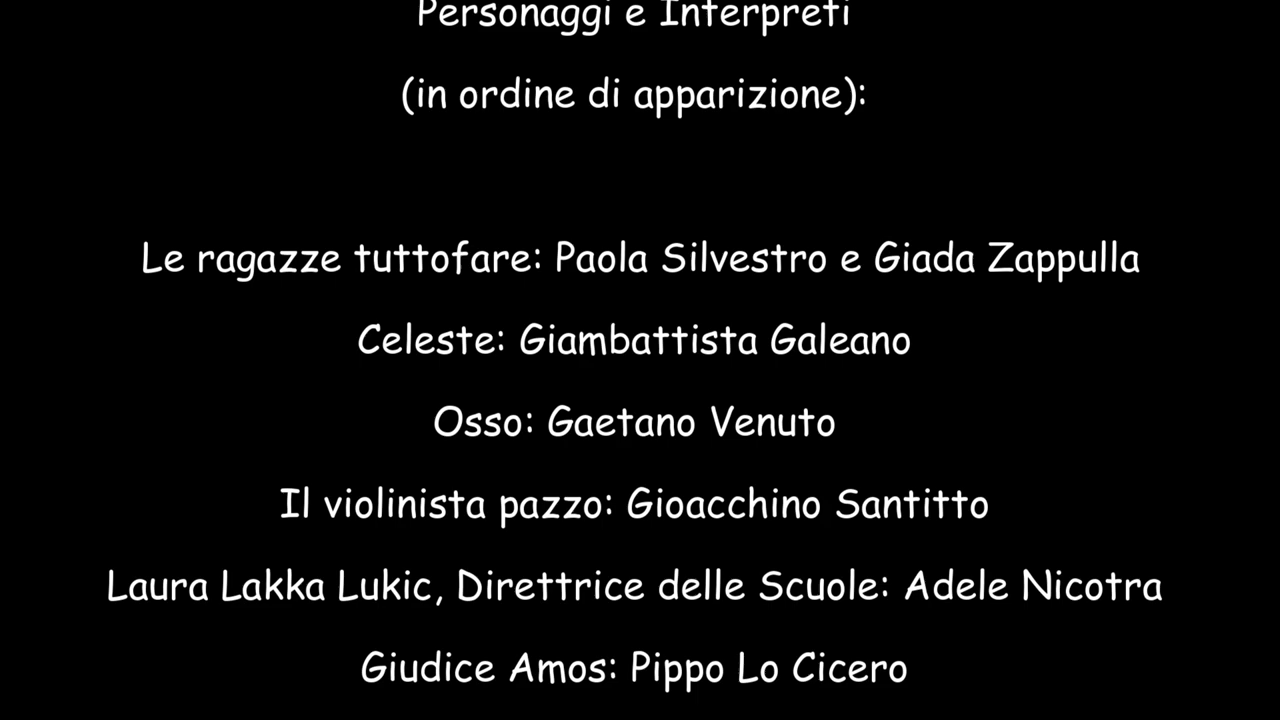 Personaggi e Interpreti
(in ordine di apparizione):
Le ragazze tuttofare: Paola Silvestro e Giada Zappulla
Celeste: Giambattista Galeano
Osso: Gaetano Venuto
Il violinista pazzo: Gioacchino Santitto
Laura Lakka Lukic, Direttrice delle Scuole: Adele Nicotra
Giudice Amos: Pippo Lo Cicero